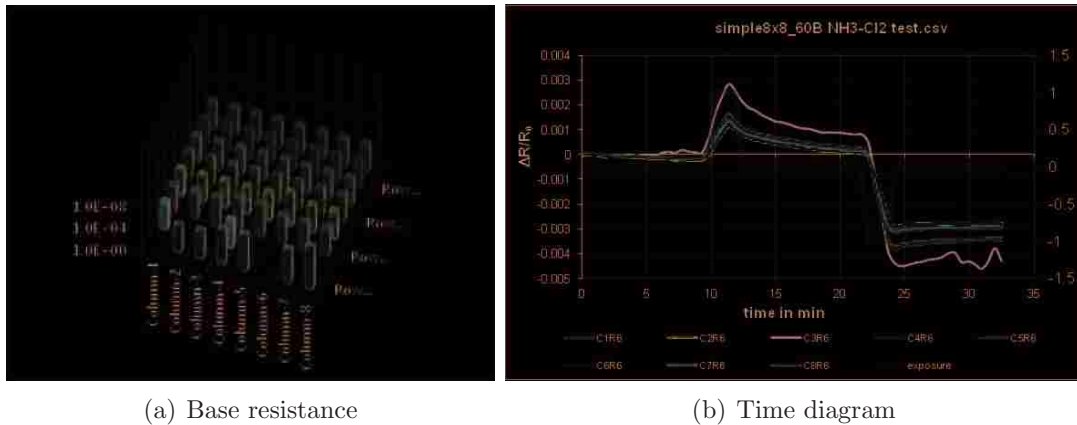 1.0E+08
1.0E+04
1.0E+00
Column 1
Column 2
Column 3
Column 4
Column 5
Column 6
Column 7
Column 8
Row...
Row...
Row...
Row...
(a) Base resistance
simple8x8_60B NH3-Cl2 test.csv
ΔR/R₀
0.004
0.003
0.002
0.001
0
-0.001
-0.002
-0.003
-0.004
-0.005
1.5
1
0.5
0
-0.5
-1
-1.5
0 5 10 15 20 25 30 35
time in min
C1R6 C2R6 C3R6 C4R6 C5R6
C6R6 C7R6 C8R6 exposure
(b) Time diagram